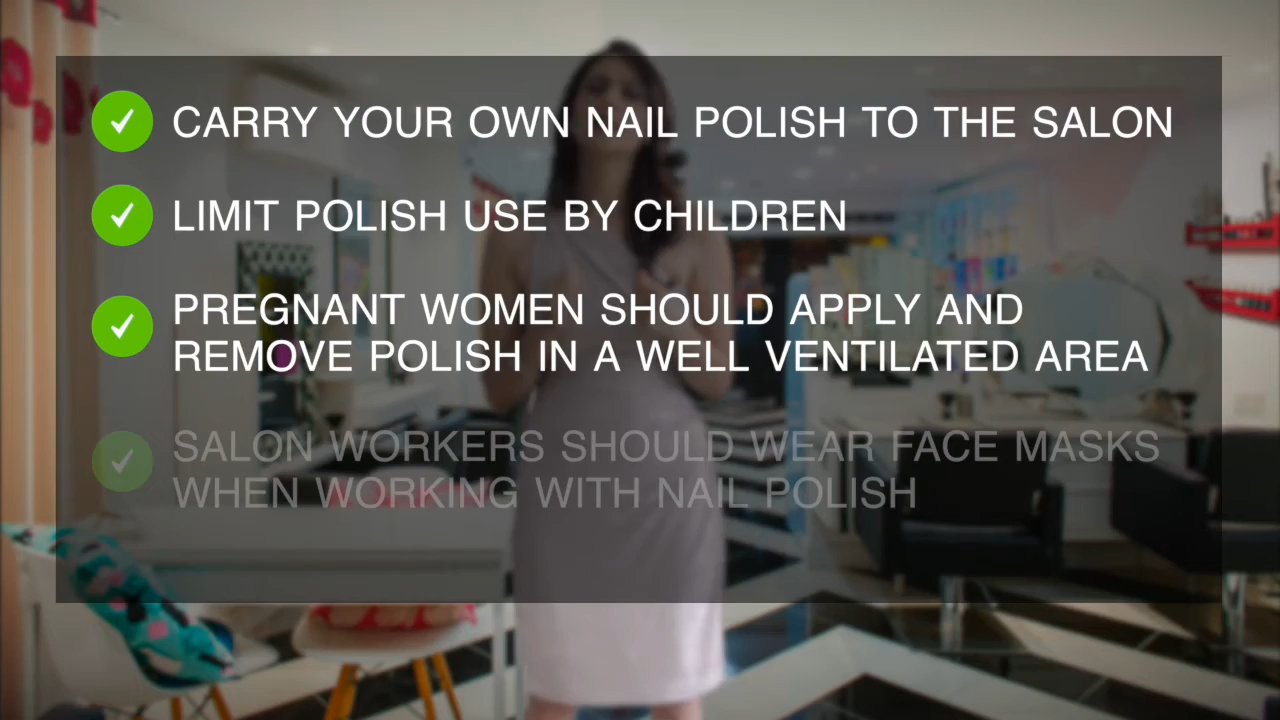 CARRY YOUR OWN NAIL POLISH TO THE SALON
LIMIT POLISH USE BY CHILDREN
PREGNANT WOMEN SHOULD APPLY AND
REMOVE POLISH IN A WELL VENTILATED AREA
SALON WORKERS SHOULD WEAR FACE MASKS
WHEN WORKING WITH NAIL POLISH